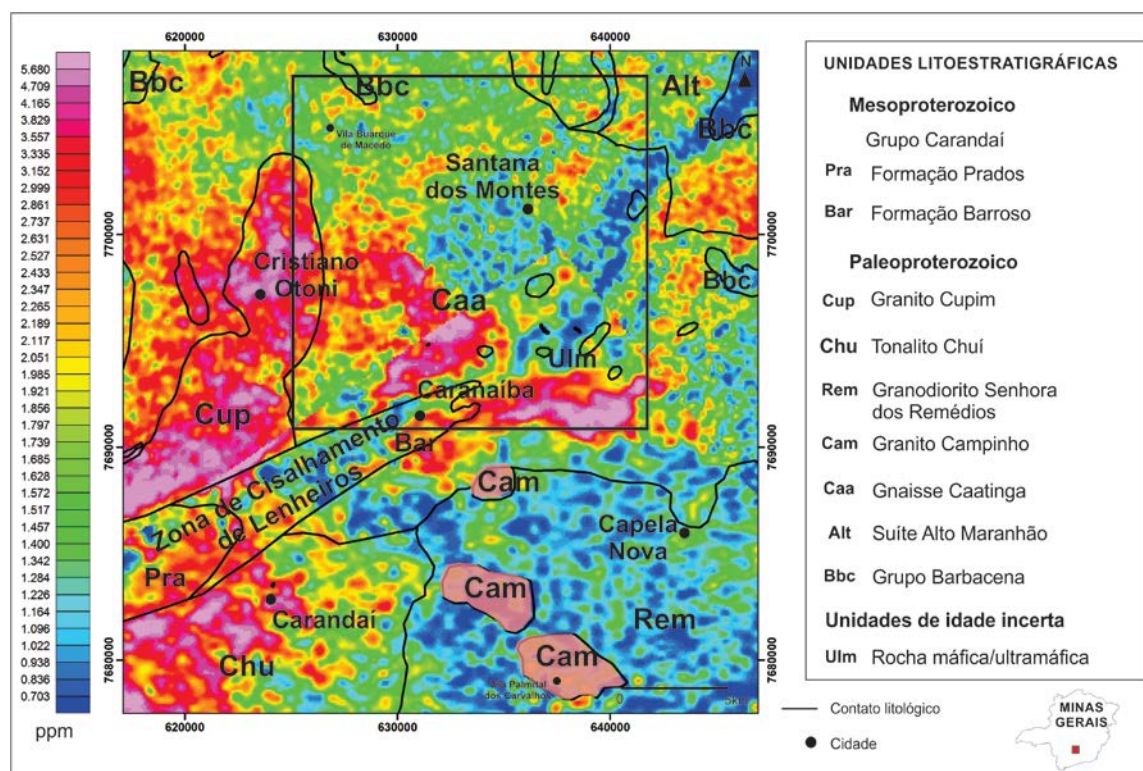 620000
630000
640000
5.680
4.709
4.165
3.829
3.557
3.335
3.152
2.999
2.861
2.737
2.631
2.527
2.433
2.347
2.265
2.189
2.117
2.051
1.985
1.922
1.856
1.797
1.739
1.685
1.628
1.572
1.517
1.457
1.400
1.342
1.284
1.226
1.164
1.096
1.022
0.938
0.836
0.703
ppm
7700000
7690000
7680000
Bbc
Bbc
Alt
N
Bbc
Vila Buarque
de Macedo
Santana
dos Montes
Cristiano
Otoni
Caa
Bbc
Ulm
Caranaiba
Cup
Bar
Zona de Cisalhamento
de Lenheiros
Cam
Capela
Nova
Pra
Cam
Carandaí
Rem
Chu
Cam
Palmital
dos Carvalhos
0
7700000
7690000
7680000
620000
630000
640000
UNIDADES LITOESTRATIGRÁFICAS
Mesoproterozoico
Grupo Carandaí
Pra Formação Prados
Bar Formação Barroso
Paleoproterozoico
Cup Granito Cupim
Chu Tonalito Chuí
Rem Granodiorito Senhora
dos Remédios
Cam Granito Campinho
Caa Gnaisse Caatinga
Alt Suíte Alto Maranhão
Bbc Grupo Barbacena
Unidades de idade incerta
Ulm Rocha máfica/ultramáfica
Contato litológico
Cidade
MINAS
GERAIS